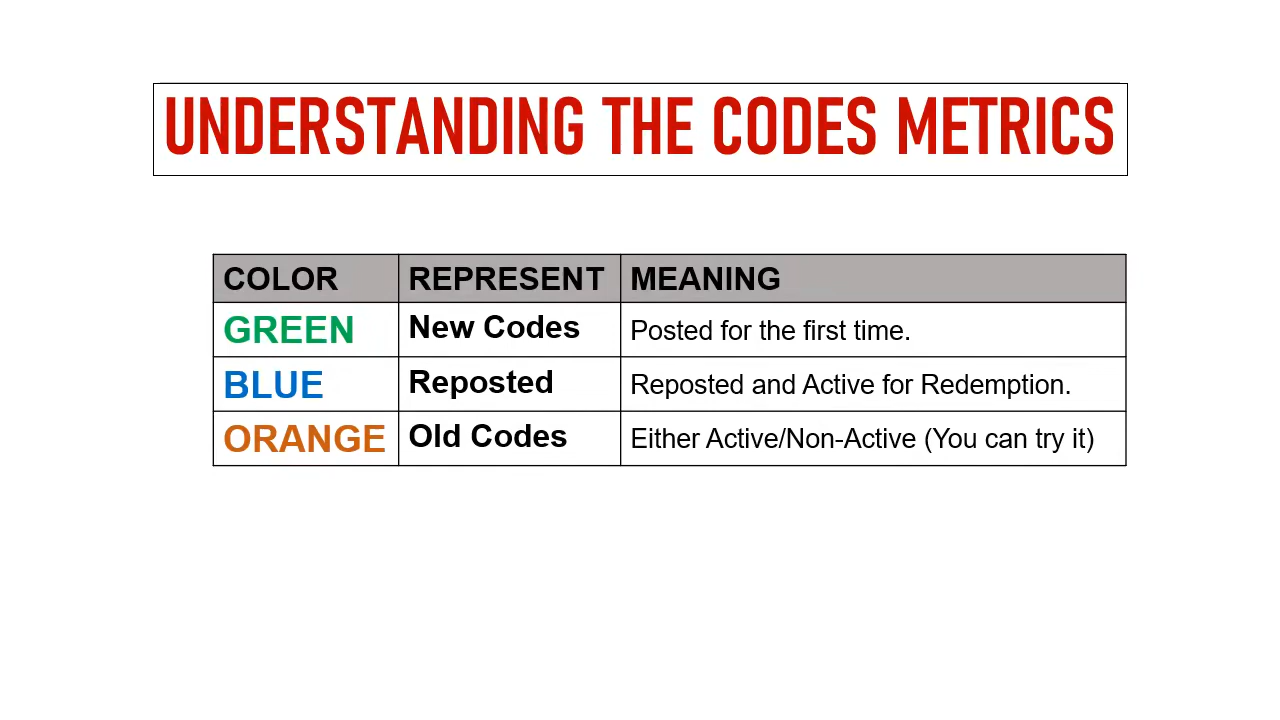 UNDERSTANDING THE CODES METRICS
COLOR REPRESENT MEANING
GREEN New Codes Posted for the first time.
BLUE Reposted Reposted and Active for Redemption.
ORANGE Old Codes Either Active/Non-Active (You can try it)